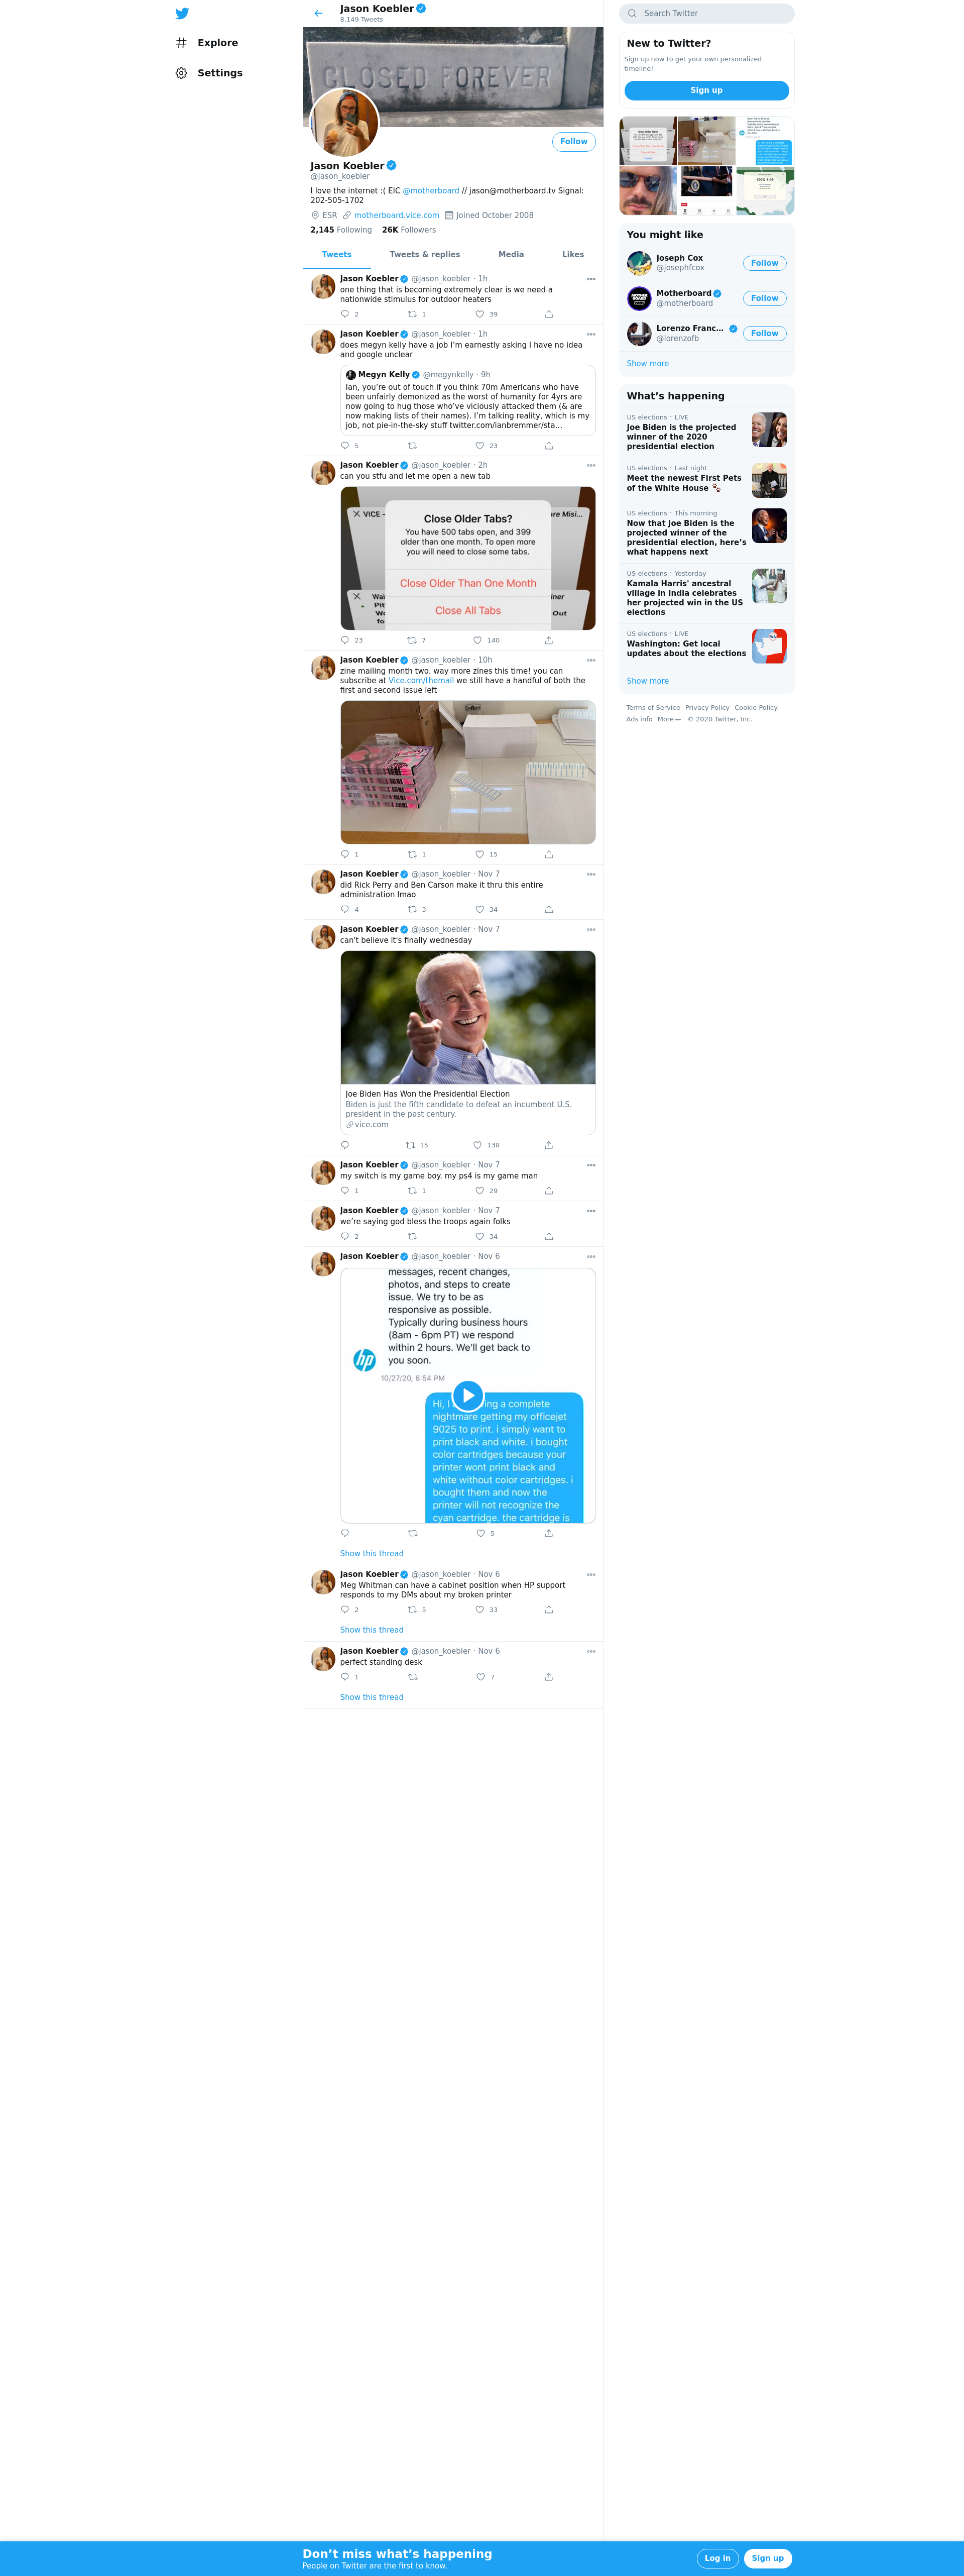 Explore
Settings
Jason Koebler
8,149 Tweets
CLOSED FOREVER
Follow
Jason Koebler
@jason_koebler
I love the internet :( EIC @motherboard // jason@motherboard.tv Signal:
202-505-1702
ESR motherboard.vice.com Joined October 2008
2,145 Following 26K Followers
Tweets Tweets & replies Media Likes
Jason Koebler @jason_koebler · 1h
one thing that is becoming extremely clear is we need a
nationwide stimulus for outdoor heaters
2 1 39
Jason Koebler @jason_koebler · 1h
does megyn kelly have a job I’m earnestly asking I have no idea
and google unclear
Megyn Kelly @megynkelly · 9h
Ian, you’re out of touch if you think 70m Americans who have
been unfairly demonized as the worst of humanity for 4yrs are
now going to hug those who’ve viciously attacked them (& are
now making lists of their names). I’m talking reality, which is my
job, not pie-in-the-sky stuff twitter.com/ianbremmer/sta…
5 23
Jason Koebler @jason_koebler · 2h
can you stfu and let me open a new tab
VICE -
re Misi...
Close Older Tabs?
You have 500 tabs open, and 399
older than one month. To open more
you will need to close some tabs.
Close Older Than One Month
Close All Tabs
23 7 140
Jason Koebler @jason_koebler · 10h
zine mailing month two. way more zines this time! you can
subscribe at Vice.com/themail we still have a handful of both the
first and second issue left
1 1 15
Jason Koebler @jason_koebler · Nov 7
did Rick Perry and Ben Carson make it thru this entire
administration lmao
4 3 34
Jason Koebler @jason_koebler · Nov 7
can't believe it's finally wednesday
Joe Biden Has Won the Presidential Election
Biden is just the fifth candidate to defeat an incumbent U.S.
president in the past century.
vice.com
15 138
Jason Koebler @jason_koebler · Nov 7
my switch is my game boy. my ps4 is my game man
1 1 29
Jason Koebler @jason_koebler · Nov 7
we’re saying god bless the troops again folks
2 34
Jason Koebler @jason_koebler · Nov 6
messages, recent changes,
photos, and steps to create
issue. We try to be as
responsive as possible.
Typically during business hours
(8am - 6pm PT) we respond
within 2 hours. We'll get back to
you soon.
hp
10/27/20, 6:54 PM
Hi, I ing a complete
nightmare getting my officejet
9025 to print. i simply want to
print black and white. i bought
color cartridges because your
printer wont print black and
white without color cartridges. i
bought them and now the
printer will not recognize the
cyan cartridge. the cartridge is
5
Show this thread
Jason Koebler @jason_koebler · Nov 6
Meg Whitman can have a cabinet position when HP support
responds to my DMs about my broken printer
2 5 33
Show this thread
Jason Koebler @jason_koebler · Nov 6
perfect standing desk
1 7
Show this thread
Search Twitter
New to Twitter?
Sign up now to get your own personalized
timeline!
Sign up
You might like
Joseph Cox
@josephfcox
Follow
Motherboard
@motherboard
Follow
Lorenzo Franc…
@lorenzofb
Follow
Show more
What’s happening
US elections · LIVE
Joe Biden is the projected
winner of the 2020
presidential election
US elections · Last night
Meet the newest First Pets
of the White House 🐾
US elections · This morning
Now that Joe Biden is the
projected winner of the
presidential election, here’s
what happens next
US elections · Yesterday
Kamala Harris' ancestral
village in India celebrates
her projected win in the US
elections
US elections · LIVE
Washington: Get local
updates about the elections
Show more
Terms of Service Privacy Policy Cookie Policy
Ads info More ••• © 2020 Twitter, Inc.
Don’t miss what’s happening
People on Twitter are the first to know.
Log in
Sign up